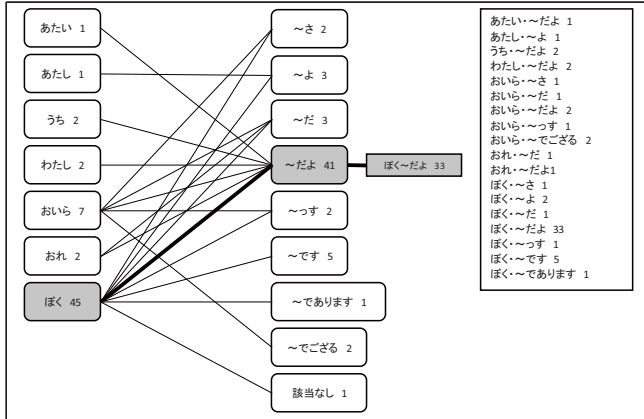 あたい 1
あたし 1
うち 2
わたし 2
おいら 7
おれ 2
ぼく 45
～さ 2
～よ 3
～だ 3
～だよ 41
～っす 2
～です 5
～であります 1
～でござる 2
該当なし 1
ぼく～だよ 33
あたい・～だよ 1
あたし・～よ 1
うち・～だよ 2
わたし・～だよ 2
おいら・～さ 1
おいら・～だ 1
おいら・～だよ 2
おいら・～っす 1
おいら・～でござる 2
おれ・～だ 1
おれ・～だよ1
ぼく・～さ 1
ぼく・～よ 2
ぼく・～だ 1
ぼく・～だよ 33
ぼく・～っす 1
ぼく・～です 5
ぼく・～であります 1